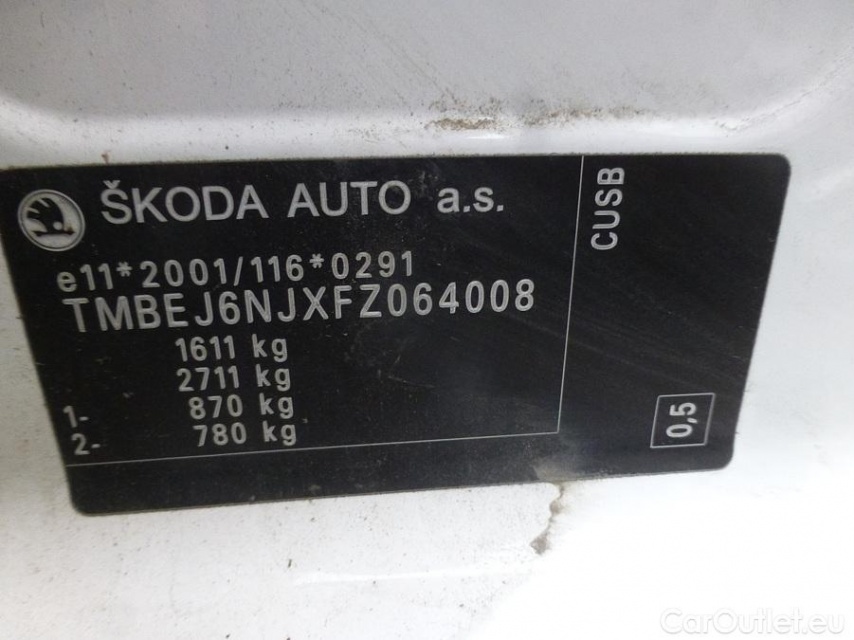 ŠKODA AUTO a.s.
e11*2001/116*0291
TMBEJ6NJXFZ064008
1611 kg
2711 kg
1- 870 kg
2- 780 kg
CUSB
0,5
CarOutlet.eu